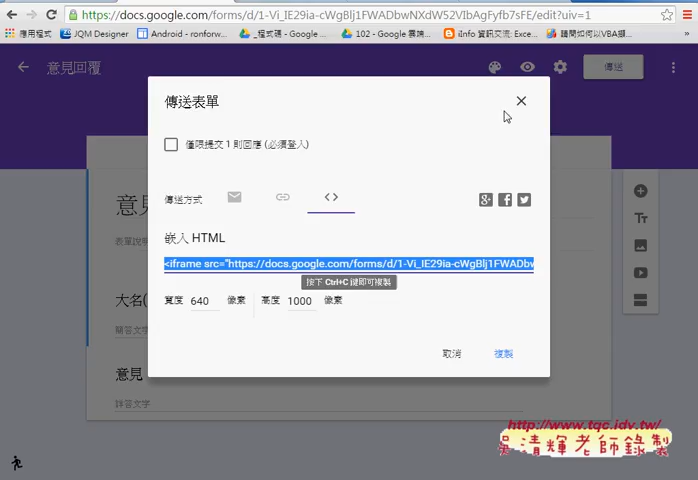 https://docs.google.com/forms/d/1-Vi_IE29ia-cWgBlj1FWADbwNXdW52VIbAgFyfb7sFE/edit?uiv=1
應用程式 JQM Designer Android - ronforw... _程式碼 - Google ... 102 - Google 雲端... iInfo 資訊交流: Exc... 請問如何以VBA擷...
意見回覆 傳送
傳送表單
僅限提交 1 則回應 (必須登入)
傳送方式
嵌入 HTML
<iframe src="https://docs.google.com/forms/d/1-Vi_IE29ia-cWgBlj1FWADbw
按下 Ctrl+C 鍵即可複製
寬度 640 像素 高度 1000 像素
取消 複製
意見
表單說明
大名(
簡答文字
意見
詳答文字
http://www.tqc.idv.tw/
吳清輝老師錄製